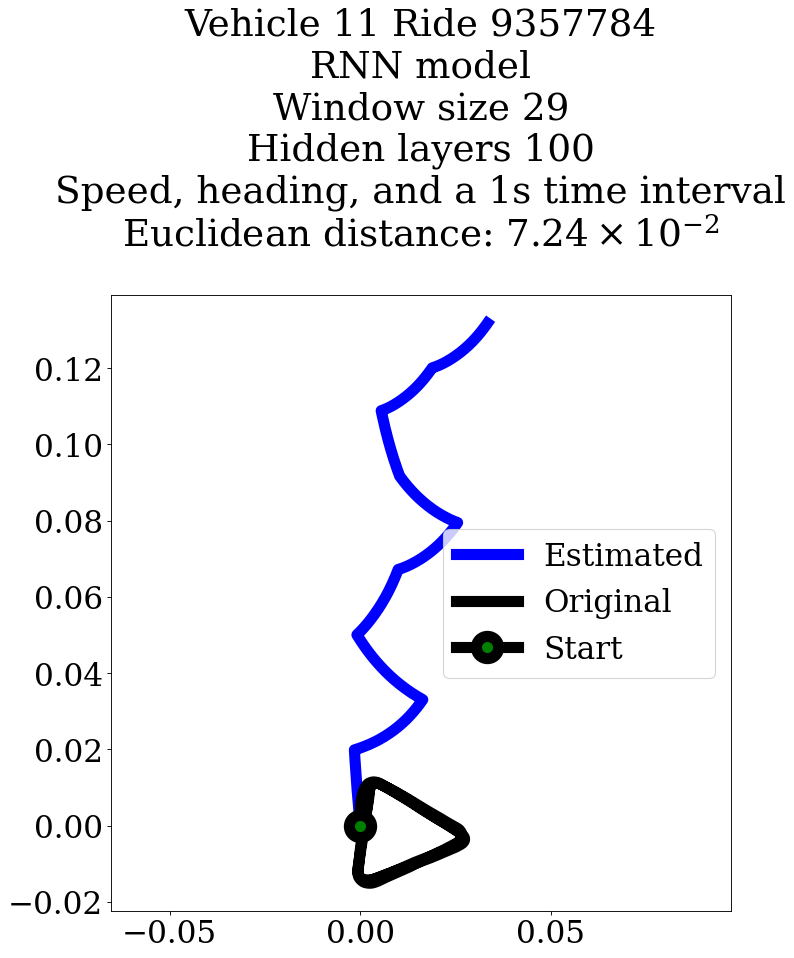 Vehicle 11 Ride 9357784
RNN model
Window size 29
Hidden layers 100
Speed, heading, and a 1s time interval
Euclidean distance: $7.24 \times 10^{-2}$
0.12
0.10
0.08
0.06
0.04
0.02
0.00
−0.02
Estimated
Original
Start
−0.05
0.00
0.05